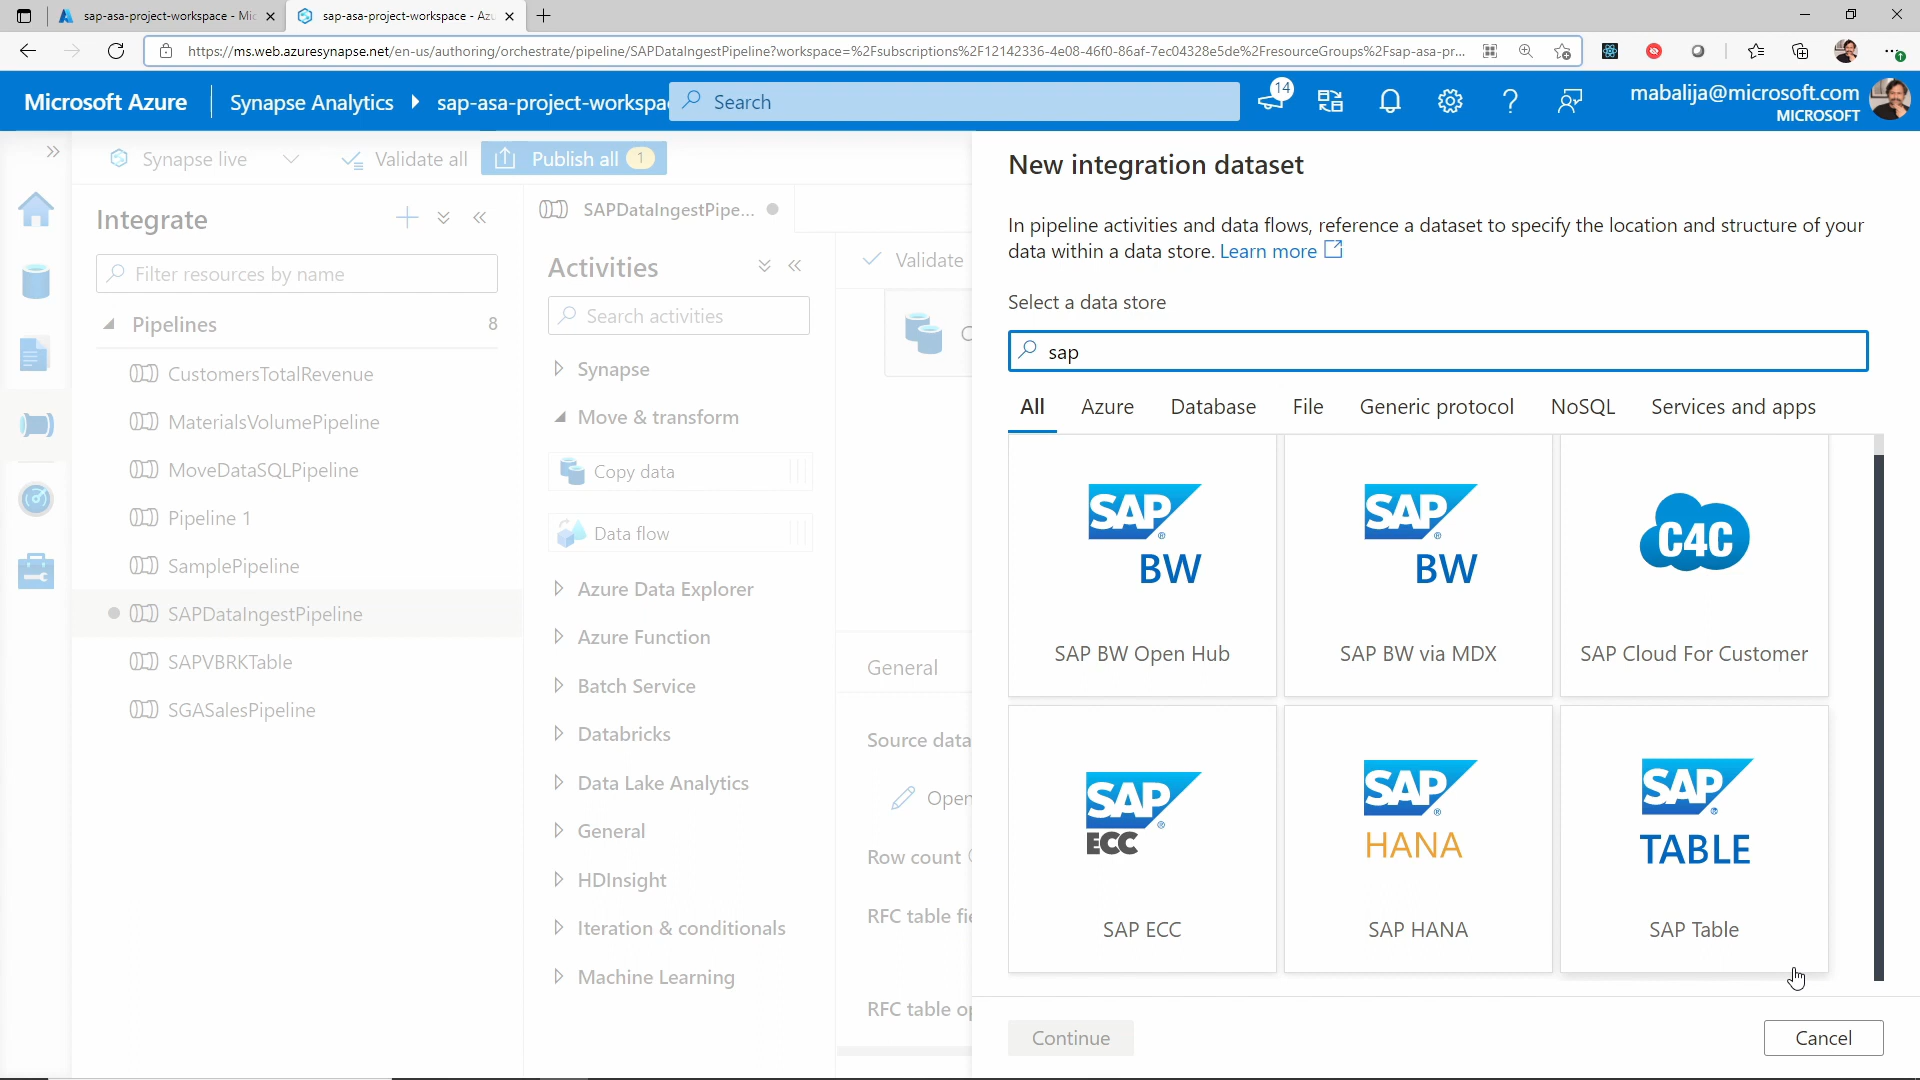 sap-asa-project-workspace - Mic
sap-asa-project-workspace - Azu
https://ms.web.azuresynapse.net/en-us/authoring/orchestrate/pipeline/SAPDataIngestPipeline?workspace=%2Fsubscriptions%2F12142336-4e08-46f0-86af-7ec04328e5de%2FresourceGroups%2Fsap-asa-pr...
Microsoft Azure
Synapse Analytics
sap-asa-project-workspa
Search
14
mabalija@microsoft.com
MICROSOFT
Synapse live
Validate all
Publish all
1
Integrate
Filter resources by name
Pipelines
8
CustomersTotalRevenue
MaterialsVolumePipeline
MoveDataSQLPipeline
Pipeline 1
SamplePipeline
SAPDataIngestPipeline
SAPVBRKTable
SGASalesPipeline
SAPDataIngestPipe...
Activities
Search activities
Synapse
Move & transform
Copy data
Data flow
Azure Data Explorer
Azure Function
Batch Service
Databricks
Data Lake Analytics
General
HDInsight
Iteration & conditionals
Machine Learning
Validate
General
Source data
Open
Row count
RFC table fie
RFC table op
New integration dataset
In pipeline activities and data flows, reference a dataset to specify the location and structure of your
data within a data store. Learn more
Select a data store
sap
All
Azure
Database
File
Generic protocol
NoSQL
Services and apps
SAP
BW
SAP BW Open Hub
SAP
BW
SAP BW via MDX
C4C
SAP Cloud For Customer
SAP
ECC
SAP ECC
SAP
HANA
SAP HANA
SAP
TABLE
SAP Table
Continue
Cancel